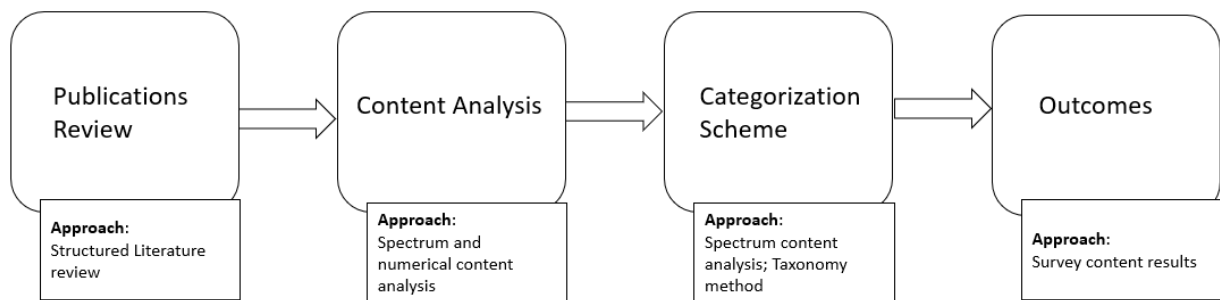 Publications
Review
Content Analysis
Categorization
Scheme
Outcomes
Approach:
Structured Literature
review
Approach:
Spectrum and
numerical content
analysis
Approach:
Spectrum content
analysis; Taxonomy
method
Approach:
Survey content results